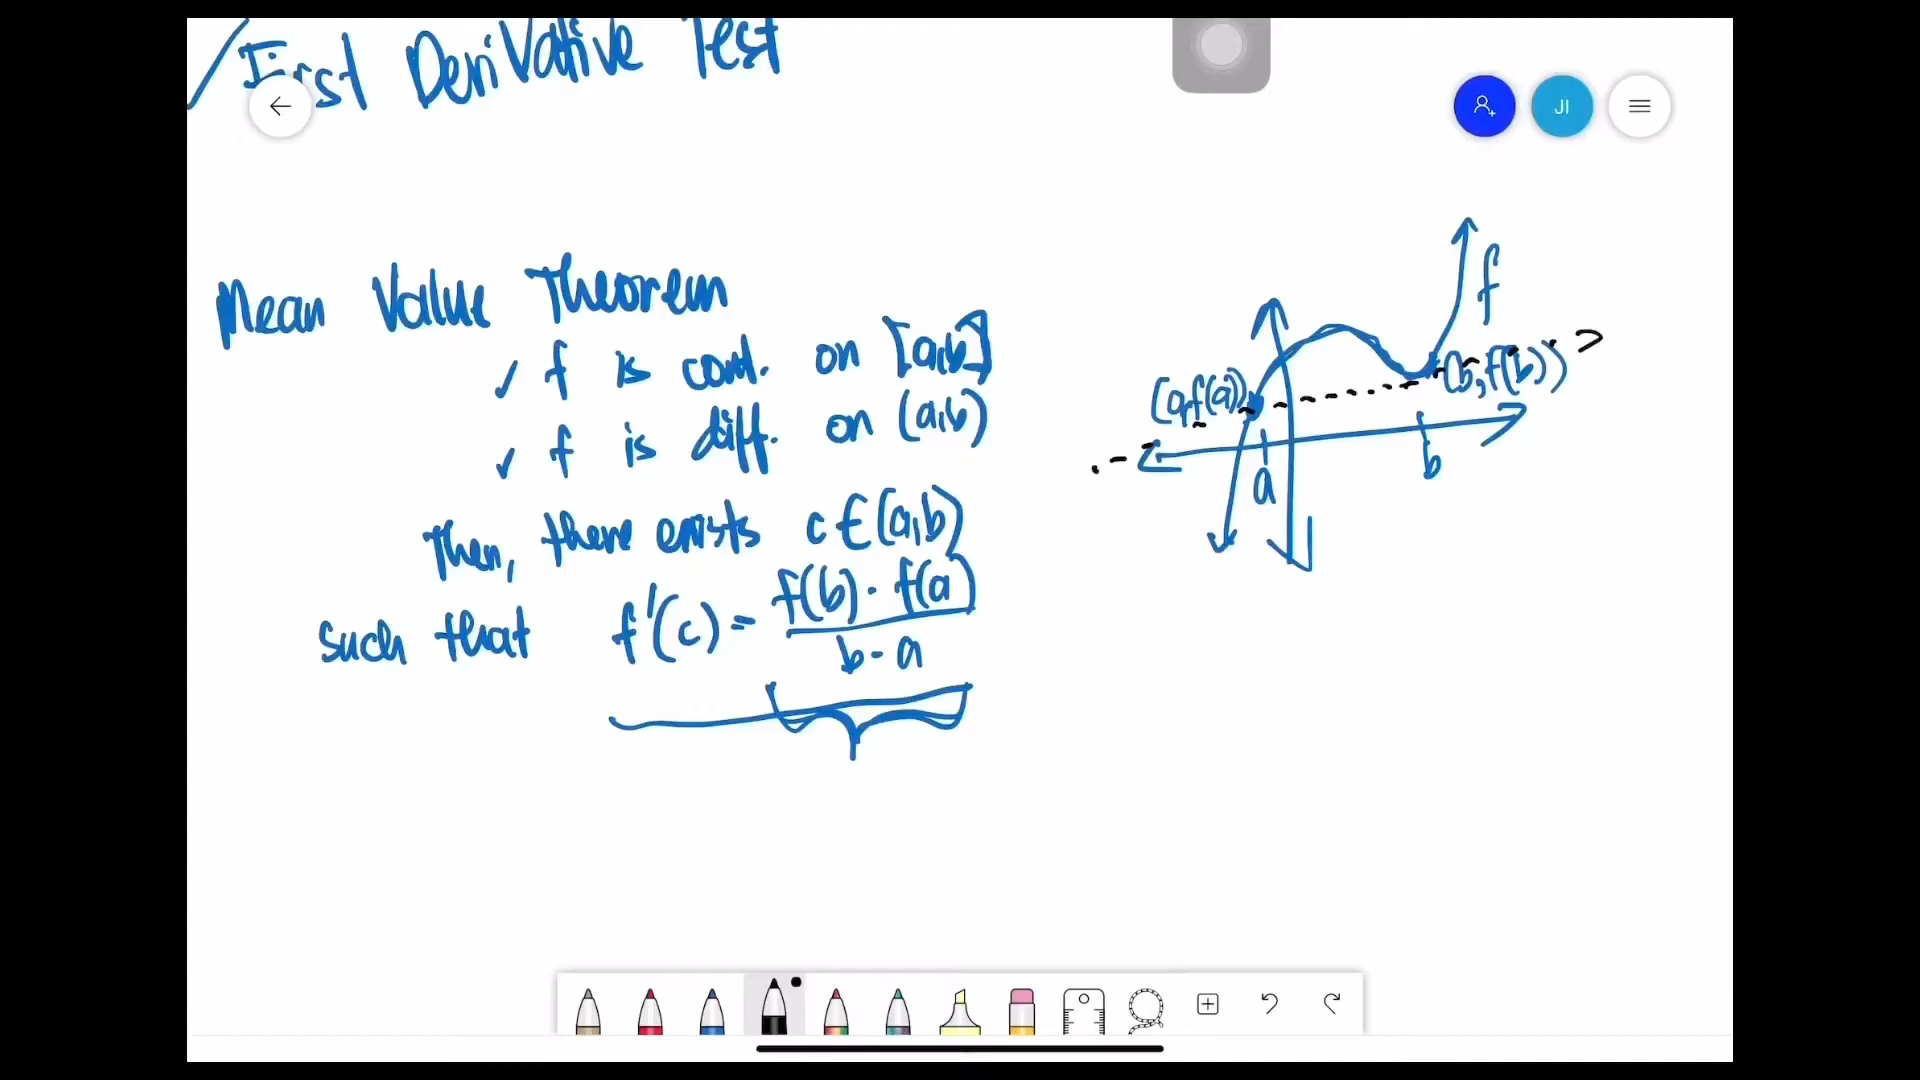 First Derivative Test
JI
Mean Value Theorem
✓ f is cont. on [a,b]
✓ f is diff. on (a,b)
Then, there exists c ∈ (a,b)
such that f'(c) = f(b) - f(a)
b - a
f
(a,f(a))
(b,f(b))
a
b